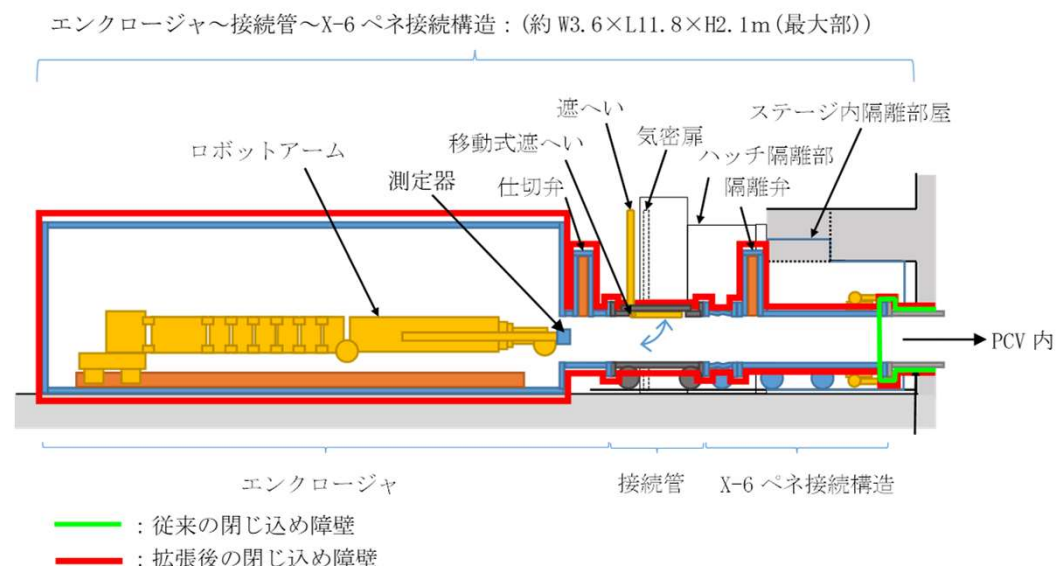 エンクロージャ～接続管～X-6 ペネ接続構造：(約 W3.6×L11.8×H2.1m(最大部))
遮へい
ステージ内隔離部屋
移動式遮へい
気密扉
ロボットアーム
ハッチ隔離部
測定器
仕切弁
隔離弁
PCV 内
エンクロージャ
接続管
X-6 ペネ接続構造
：従来の閉じ込め障壁
：拡張後の閉じ込め障壁